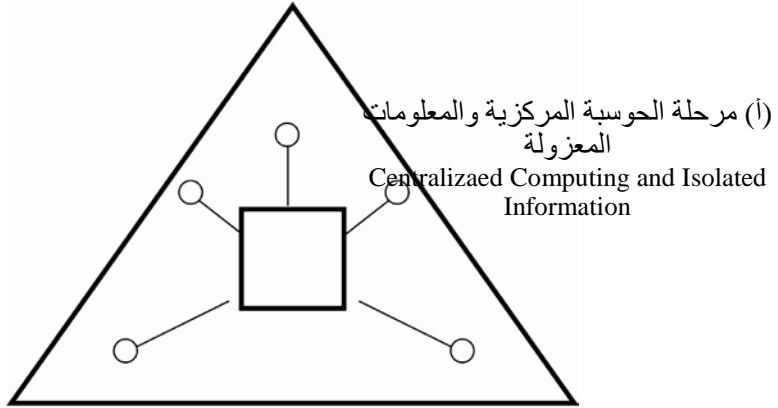 (أ) مرحلة الحوسبة المركزية والمعلومات
المعزولة
Centralizaed Computing and Isolated
Information